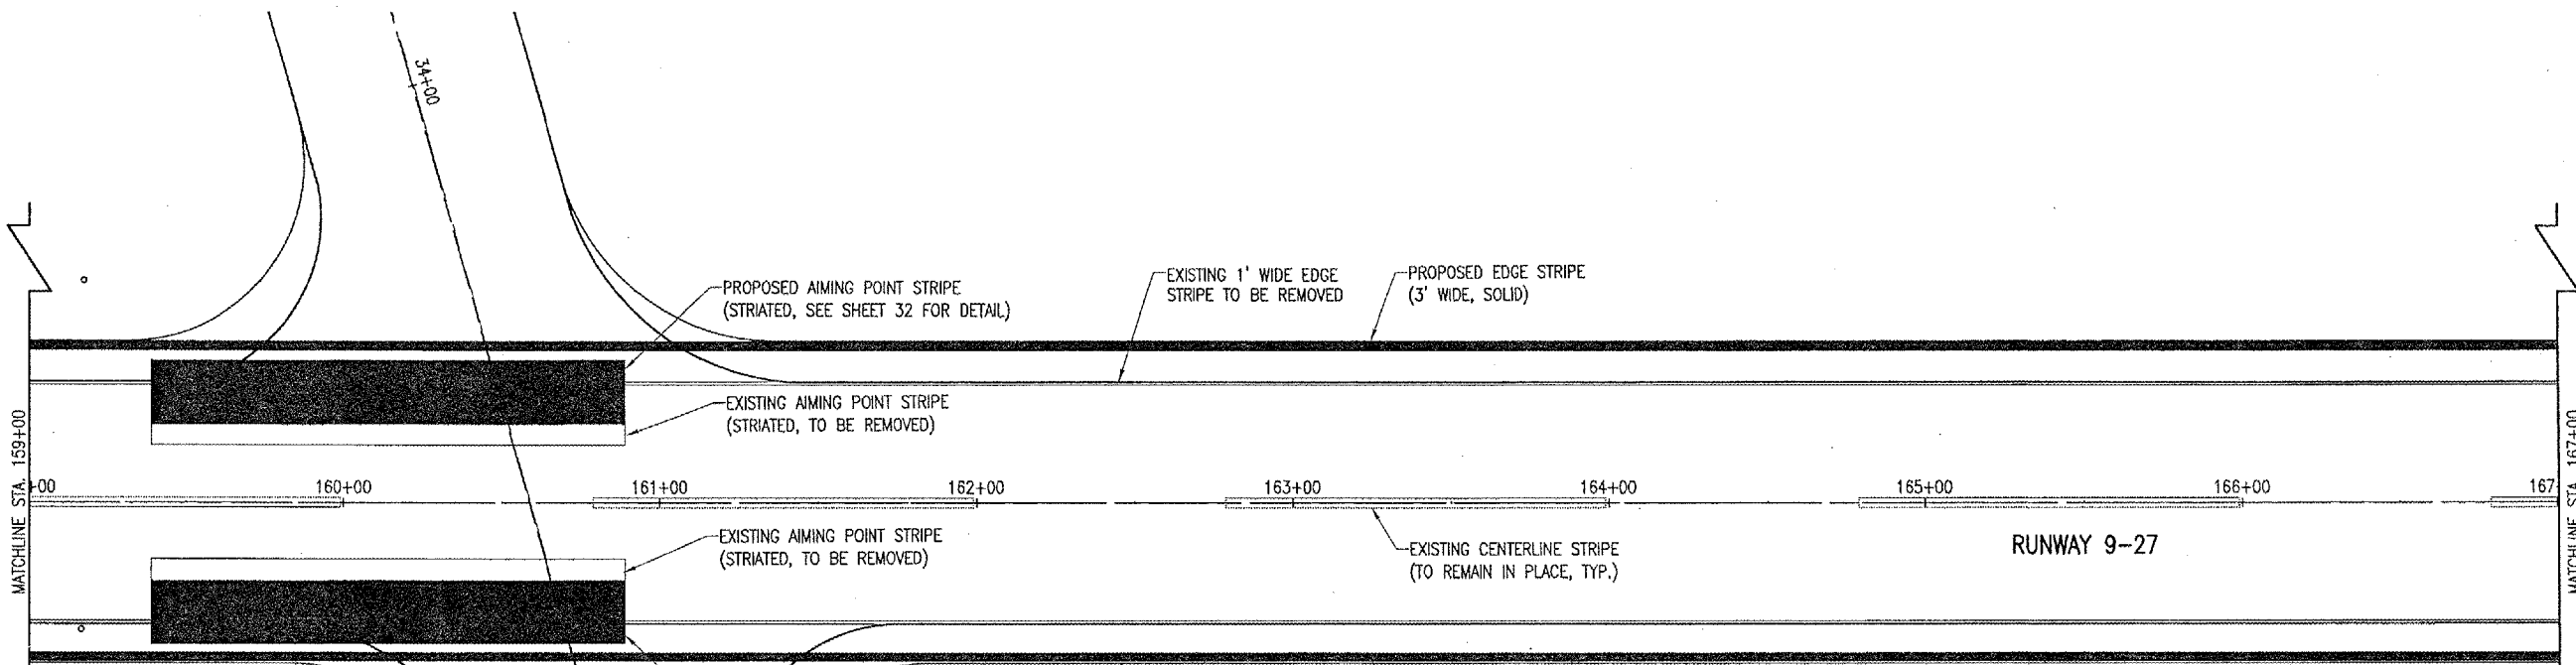 34+00
PROPOSED AIMING POINT STRIPE
(STRIATED, SEE SHEET 32 FOR DETAIL)
EXISTING 1' WIDE EDGE
STRIPE TO BE REMOVED
PROPOSED EDGE STRIPE
(3' WIDE, SOLID)
EXISTING AIMING POINT STRIPE
(STRIATED, TO BE REMOVED)
MATCHLINE STA. 159+00
+00
160+00
161+00
162+00
163+00
164+00
165+00
166+00
167
MATCHLINE STA. 167+00
EXISTING AIMING POINT STRIPE
(STRIATED, TO BE REMOVED)
EXISTING CENTERLINE STRIPE
(TO REMAIN IN PLACE, TYP.)
RUNWAY 9-27